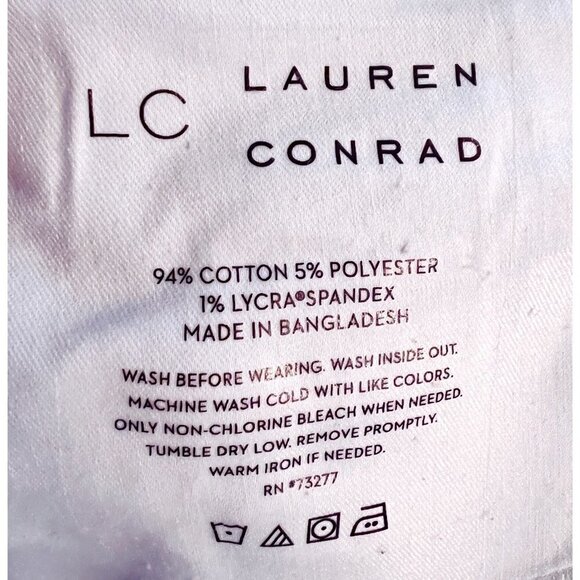 LC LAUREN
CONRAD
94% COTTON 5% POLYESTER
1% LYCRA®SPANDEX
MADE IN BANGLADESH
WASH BEFORE WEARING. WASH INSIDE OUT.
MACHINE WASH COLD WITH LIKE COLORS.
ONLY NON-CHLORINE BLEACH WHEN NEEDED.
TUMBLE DRY LOW. REMOVE PROMPTLY.
WARM IRON IF NEEDED.
RN #73277